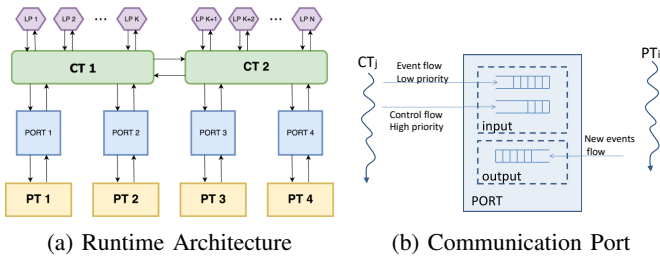 LP 1
LP 2
...
LP K
LP K+1
LP K+2
...
LP N
CT 1
CT 2
PORT 1
PORT 2
PORT 3
PORT 4
PT 1
PT 2
PT 3
PT 4
(a) Runtime Architecture
CTj
PTi
Event flow
Low priority
Control flow
High priority
input
New events
flow
output
PORT
(b) Communication Port